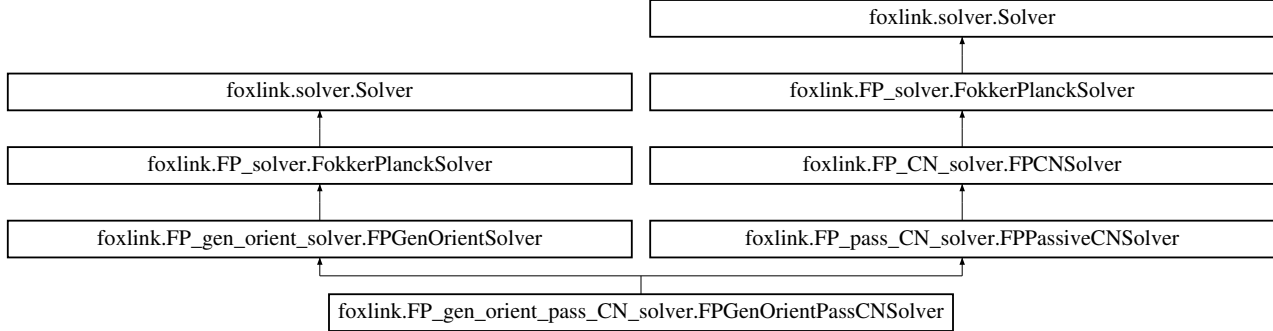 foxlink.solver.Solver
foxlink.solver.Solver
foxlink.FP_solver.FokkerPlanckSolver
foxlink.FP_solver.FokkerPlanckSolver
foxlink.FP_CN_solver.FPCNSolver
foxlink.FP_gen_orient_solver.FPGenOrientSolver
foxlink.FP_pass_CN_solver.FPPassiveCNSolver
foxlink.FP_gen_orient_pass_CN_solver.FPGenOrientPassCNSolver